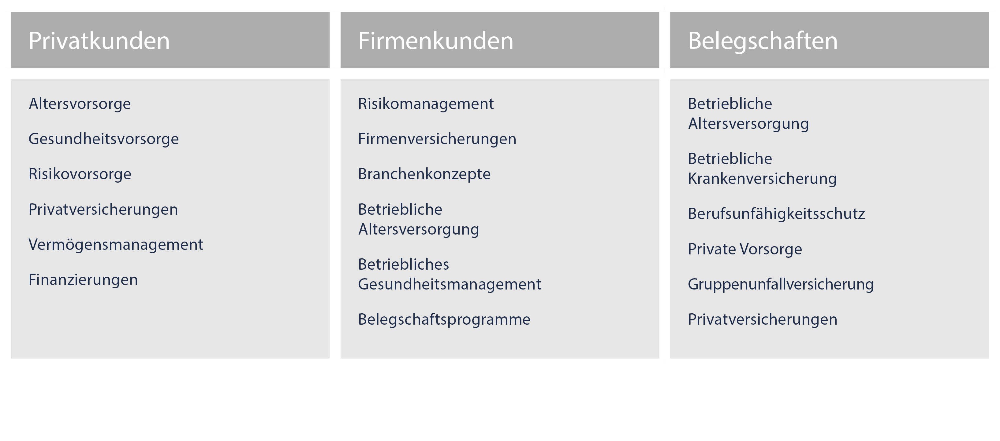 Privatkunden
Altersvorsorge
Gesundheitsvorsorge
Risikovorsorge
Privatversicherungen
Vermögensmanagement
Finanzierungen
Firmenkunden
Risikomanagement
Firmenversicherungen
Branchenkonzepte
Betriebliche
Altersversorgung
Betriebliches
Gesundheitsmanagement
Belegschaftsprogramme
Belegschaften
Betriebliche
Altersversorgung
Betriebliche
Krankenversicherung
Berufsunfähigkeitsschutz
Private Vorsorge
Gruppenunfallversicherung
Privatversicherungen